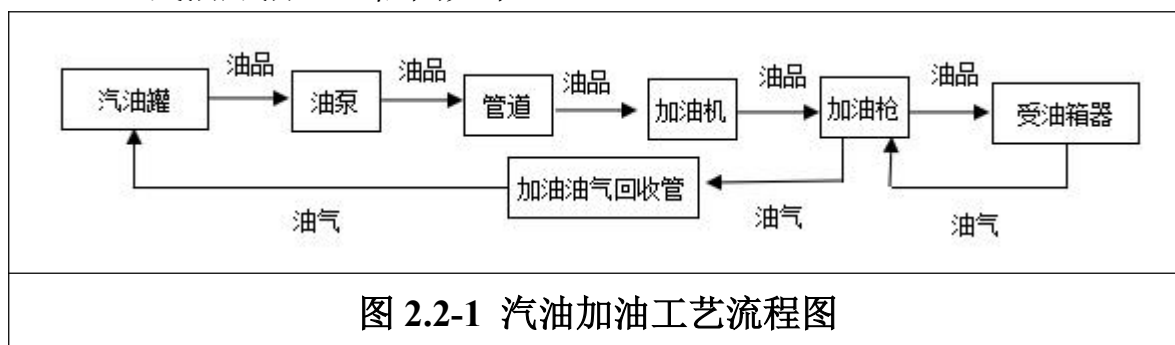 油品
油品
油品
油品
油品
汽油罐
油泵
管道
加油机
加油枪
受油箱器
加油油气回收管
油气
油气
油气
图 2.2-1 汽油加油工艺流程图